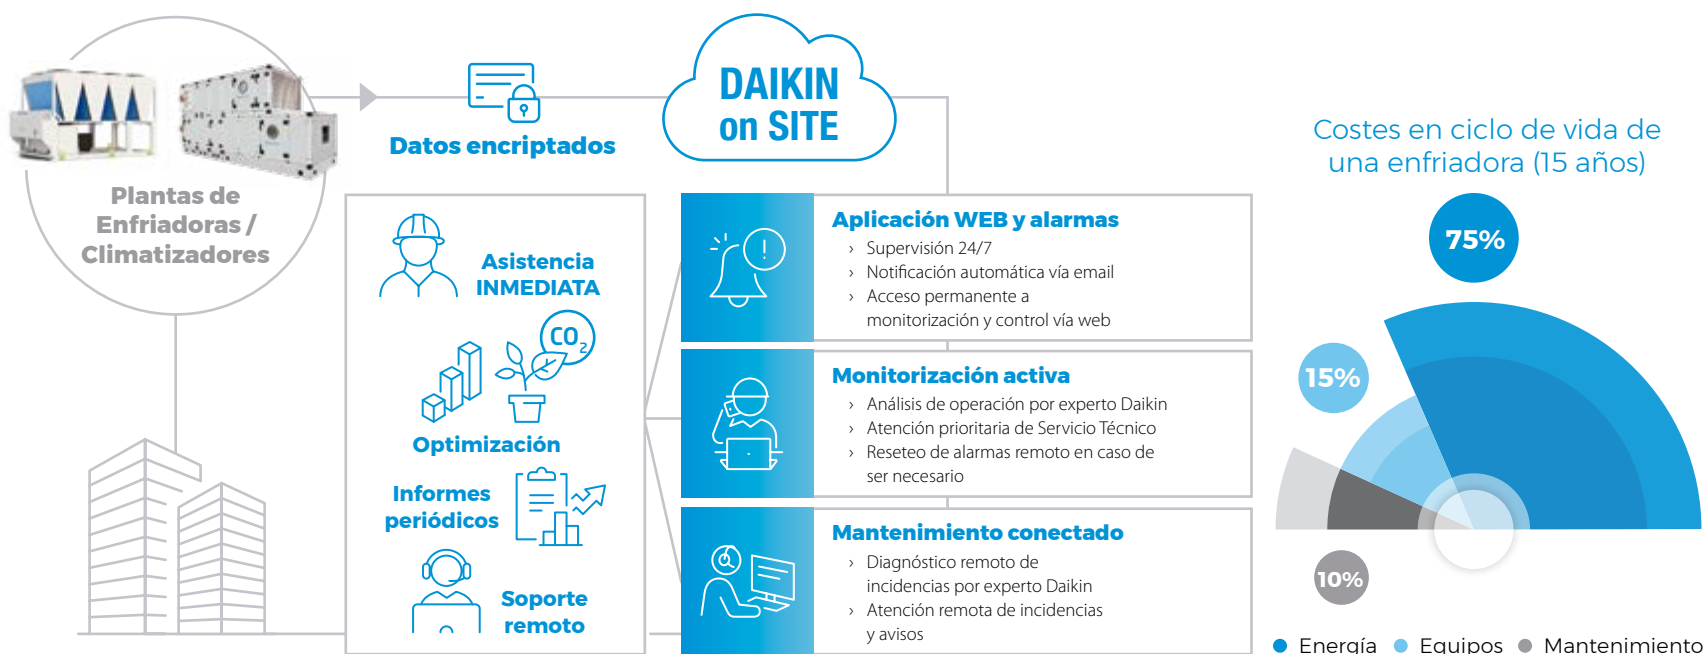 DAIKIN
on SITE
Datos encriptados
Plantas de
Enfriadoras /
Climatizadores
Asistencia
INMEDIATA
CO2
Optimización
Informes
periódicos
Soporte
remoto
Aplicación WEB y alarmas
› Supervisión 24/7
› Notificación automática vía email
› Acceso permanente a
monitorización y control vía web
Monitorización activa
› Análisis de operación por experto Daikin
› Atención prioritaria de Servicio Técnico
› Reseteo de alarmas remoto en caso de
ser necesario
Mantenimiento conectado
› Diagnóstico remoto de
incidencias por experto Daikin
› Atención remota de incidencias
y avisos
Costes en ciclo de vida de
una enfriadora (15 años)
75%
15%
10%
Energía Equipos Mantenimiento